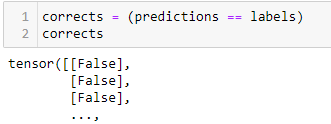 1 corrects = (predictions == labels)
2 corrects
tensor([[False],
[False],
[False],
...,